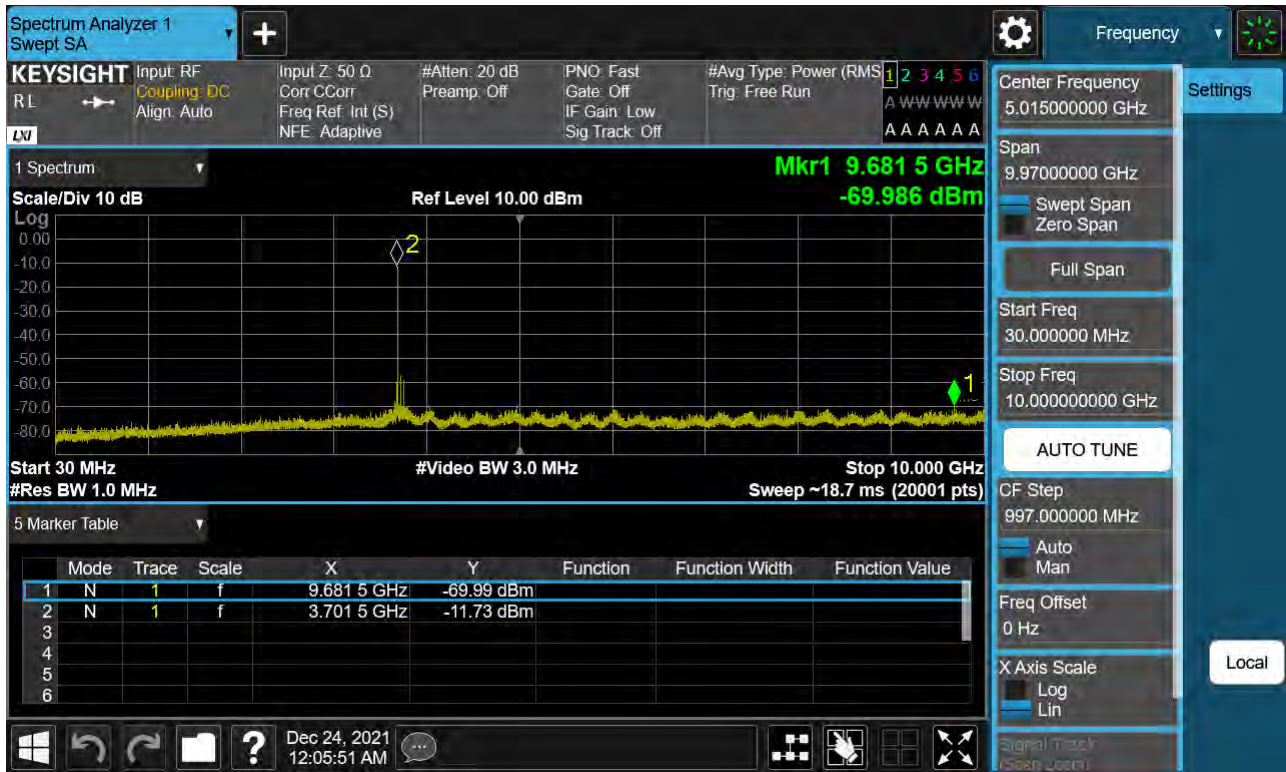 Spectrum Analyzer 1
Swept SA
Frequency
KEYSIGHT
RL
LXI
Input: RF
Coupling: DC
Align: Auto
Input Z: 50 Ω
Corr CCorr
Freq Ref: Int (S)
NFE: Adaptive
#Atten: 20 dB
Preamp: Off
PNO: Fast
Gate: Off
IF Gain: Low
Sig Track: Off
#Avg Type: Power (RMS
Trig: Free Run
1 2 3 4 5 6
A W W W W W
A A A A A A
1 Spectrum
Mkr1 9.681 5 GHz
-69.986 dBm
Scale/Div 10 dB
Ref Level 10.00 dBm
Log
0.00
-10.0
-20.0
-30.0
-40.0
-50.0
-60.0
-70.0
-80.0
2
1
Start 30 MHz
#Video BW 3.0 MHz
Stop 10.000 GHz
#Res BW 1.0 MHz
Sweep ~18.7 ms (20001 pts)
5 Marker Table
Mode Trace Scale X Y Function Function Width Function Value
1 N 1 f 9.681 5 GHz -69.99 dBm
2 N 1 f 3.701 5 GHz -11.73 dBm
3
4
5
6
Center Frequency
5.015000000 GHz
Settings
Span
9.97000000 GHz
Swept Span
Zero Span
Full Span
Start Freq
30.000000 MHz
Stop Freq
10.000000000 GHz
AUTO TUNE
CF Step
997.000000 MHz
Auto
Man
Freq Offset
0 Hz
X Axis Scale
Log
Lin
Signal Track
(Span Zoom)
Local
?
Dec 24, 2021
12:05:51 AM